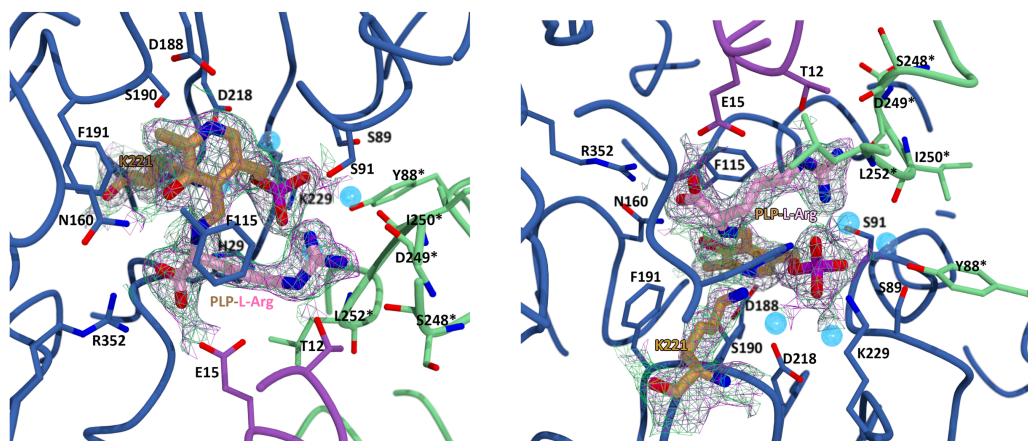 D188
S190
D218
F191
K221
S89
S91
Y88*
K229
N160
F115
H29
I250*
D249*
PLP-L-Arg
L252*
S248*
R352
T12
E15
S248*
T12
D249*
E15
R352
F115
I250*
L252*
N160
PLP-L-Arg
S91
Y88*
F191
S89
D188
K221
S190
D218
K229